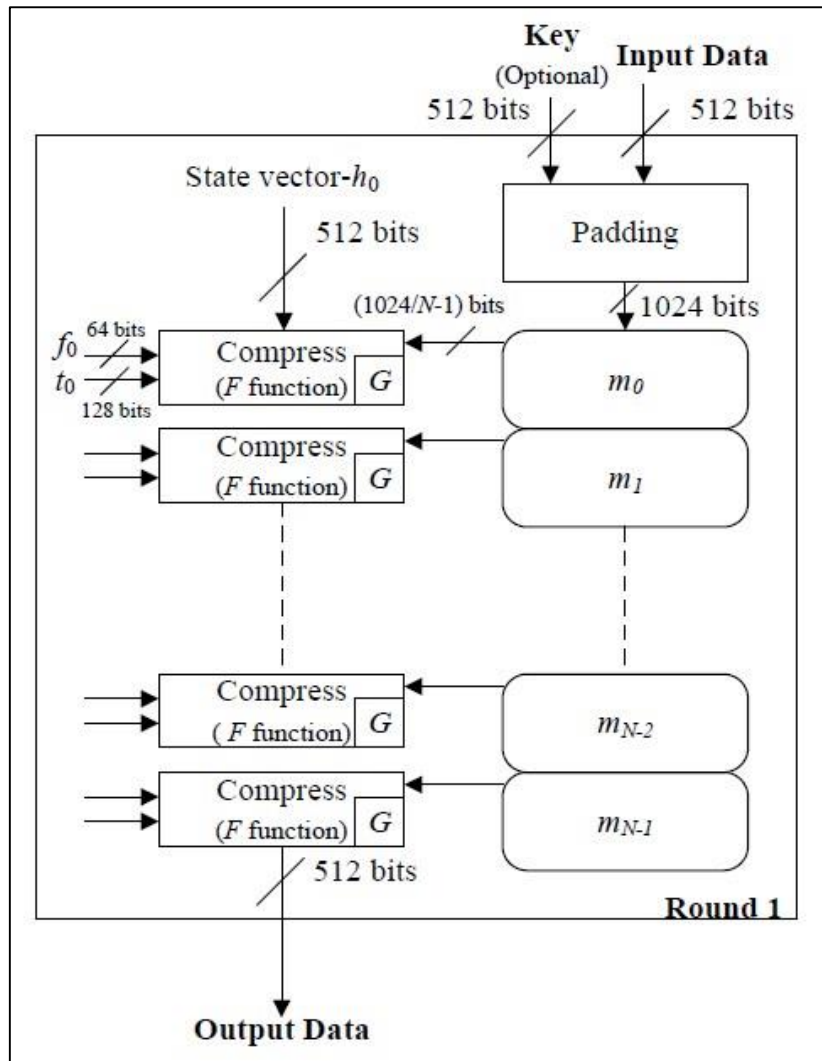 Key
(Optional)
Input Data
512 bits
512 bits
State vector-h₀
512 bits
Padding
(1024/N-1) bits
1024 bits
f₀
64 bits
t₀
128 bits
Compress
(F function)
G
m₀
Compress
(F function)
G
m₁
Compress
( F function)
G
mN-2
Compress
(F function)
G
mN-1
512 bits
Round 1
Output Data